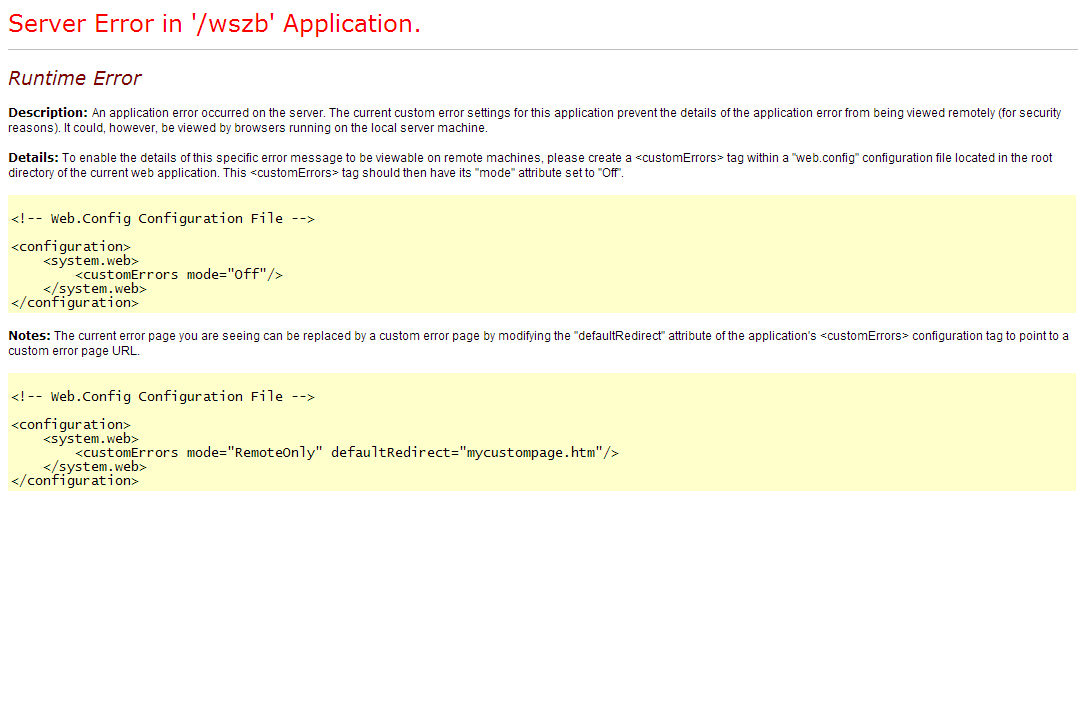 Server Error in '/wszb' Application.
Runtime Error
Description: An application error occurred on the server. The current custom error settings for this application prevent the details of the application error from being viewed remotely (for security
reasons). It could, however, be viewed by browsers running on the local server machine.
Details: To enable the details of this specific error message to be viewable on remote machines, please create a <customErrors> tag within a "web.config" configuration file located in the root
directory of the current web application. This <customErrors> tag should then have its "mode" attribute set to "Off".
<!-- Web.Config Configuration File -->
<configuration>
    <system.web>
        <customErrors mode="Off"/>
    </system.web>
</configuration>
Notes: The current error page you are seeing can be replaced by a custom error page by modifying the "defaultRedirect" attribute of the application's <customErrors> configuration tag to point to a
custom error page URL.
<!-- Web.Config Configuration File -->
<configuration>
    <system.web>
        <customErrors mode="RemoteOnly" defaultRedirect="mycustompage.htm"/>
    </system.web>
</configuration>